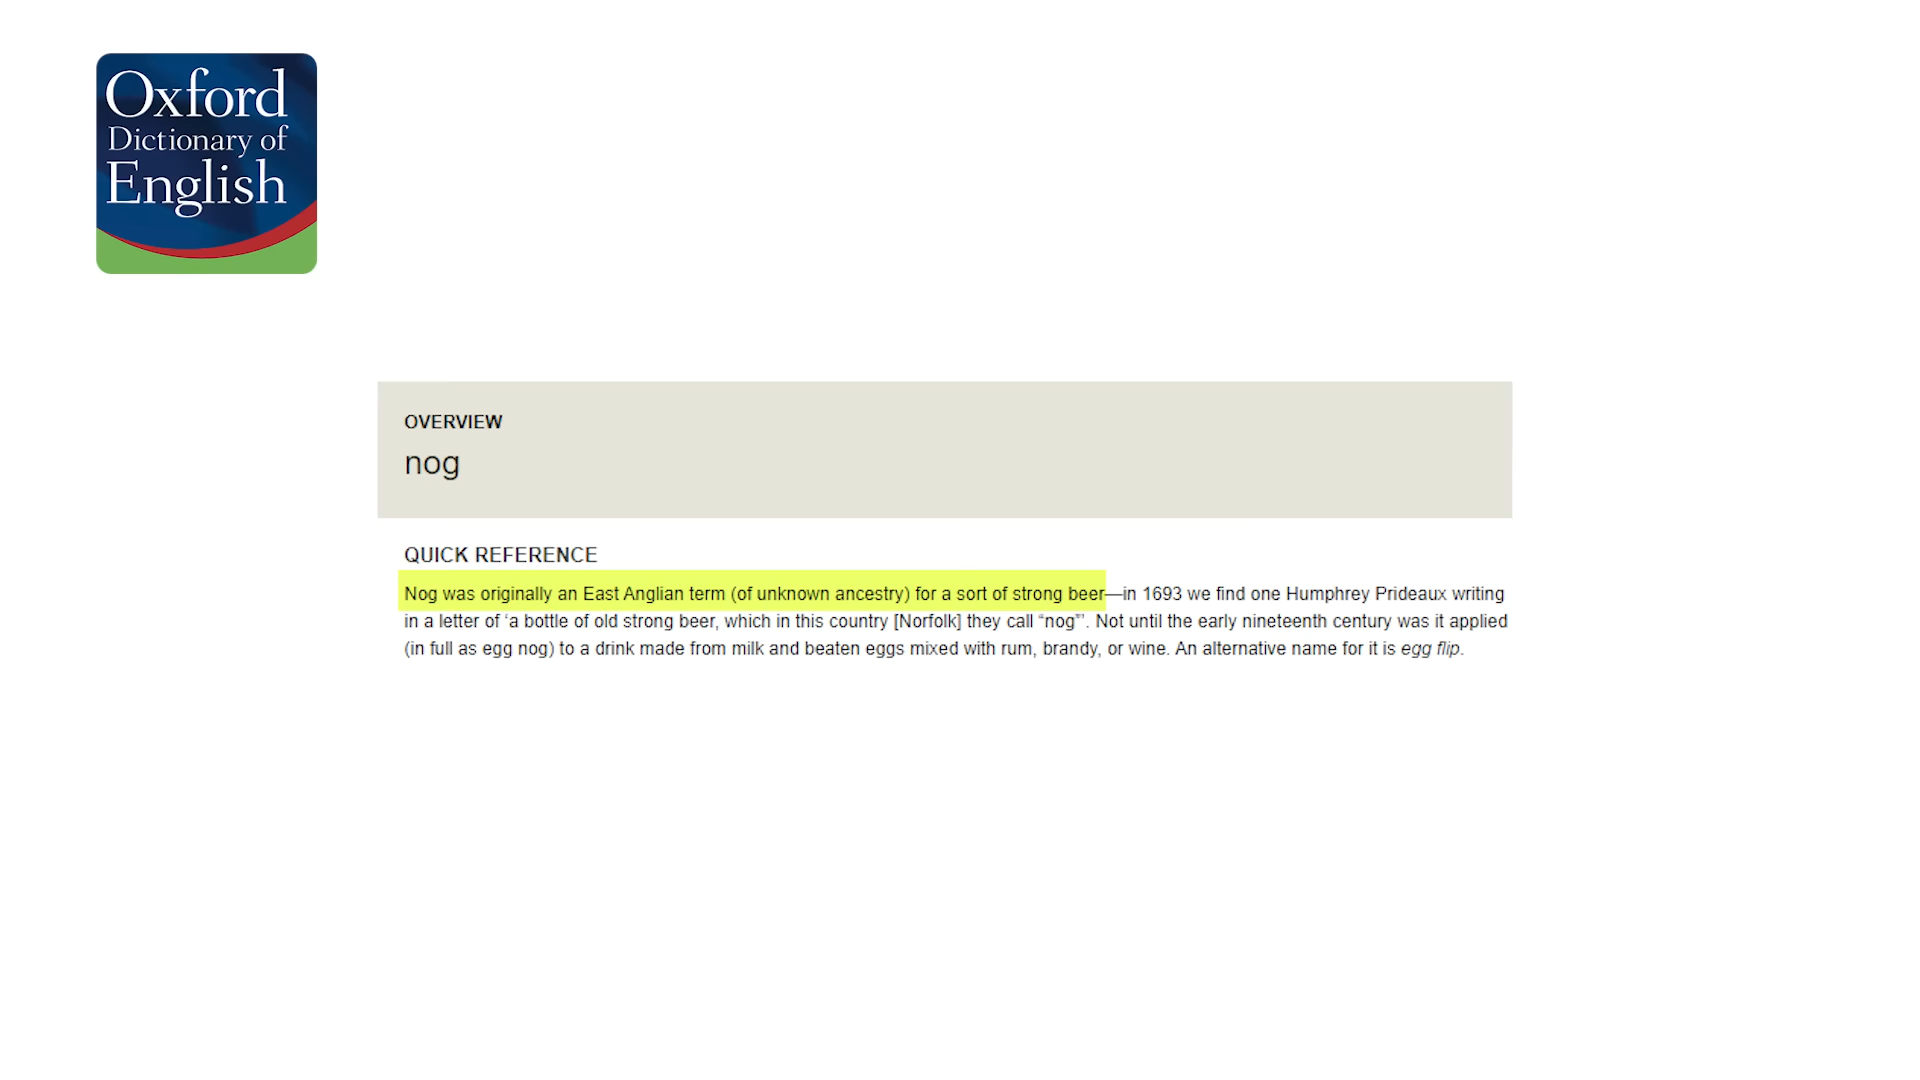 Oxford
Dictionary of
English
OVERVIEW
nog
QUICK REFERENCE
Nog was originally an East Anglian term (of unknown ancestry) for a sort of strong beer—in 1693 we find one Humphrey Prideaux writing
in a letter of ‘a bottle of old strong beer, which in this country [Norfolk] they call “nog”’. Not until the early nineteenth century was it applied
(in full as egg nog) to a drink made from milk and beaten eggs mixed with rum, brandy, or wine. An alternative name for it is egg flip.